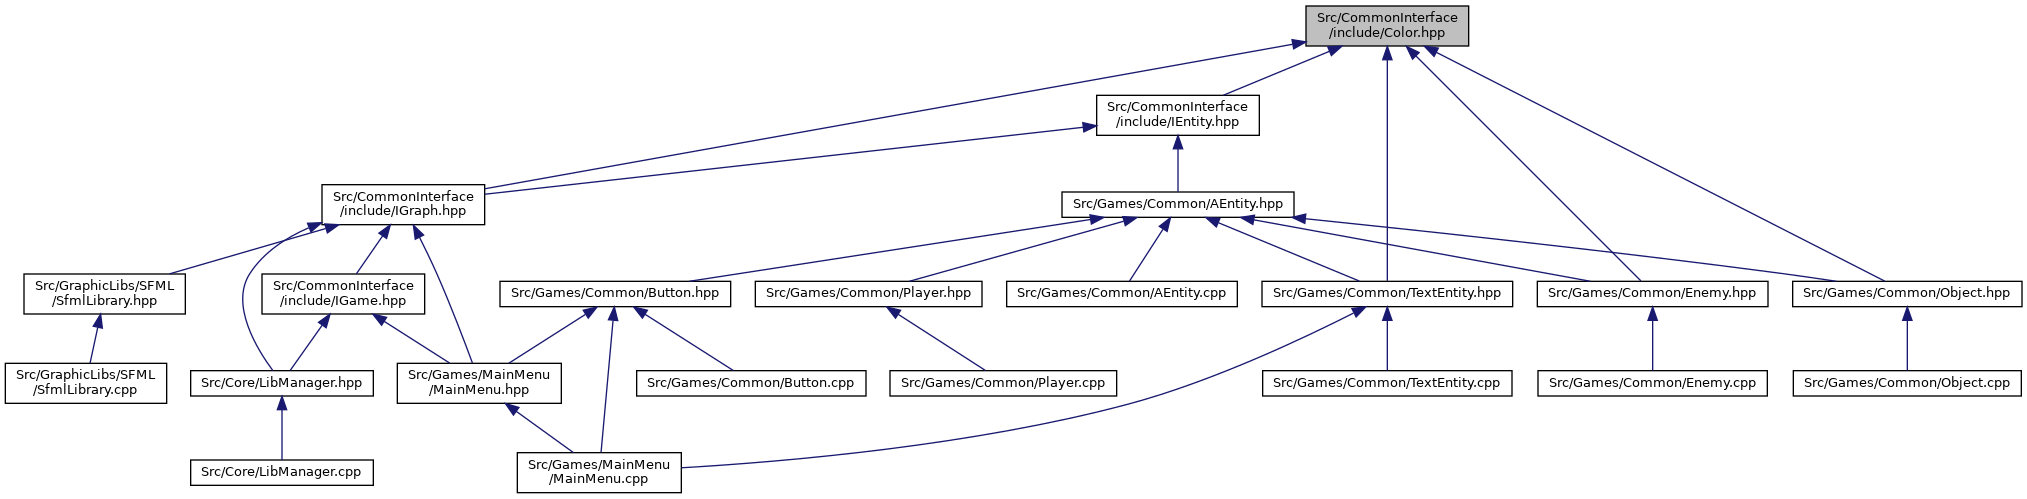 Src/CommonInterface
/include/Color.hpp
Src/CommonInterface
/include/IEntity.hpp
Src/CommonInterface
/include/IGraph.hpp
Src/Games/Common/AEntity.hpp
Src/GraphicLibs/SFML
/SfmlLibrary.hpp
Src/CommonInterface
/include/IGame.hpp
Src/Games/Common/Button.hpp
Src/Games/Common/Player.hpp
Src/Games/Common/AEntity.cpp
Src/Games/Common/TextEntity.hpp
Src/Games/Common/Enemy.hpp
Src/Games/Common/Object.hpp
Src/GraphicLibs/SFML
/SfmlLibrary.cpp
Src/Core/LibManager.hpp
Src/Games/MainMenu
/MainMenu.hpp
Src/Games/Common/Button.cpp
Src/Games/Common/Player.cpp
Src/Games/Common/TextEntity.cpp
Src/Games/Common/Enemy.cpp
Src/Games/Common/Object.cpp
Src/Core/LibManager.cpp
Src/Games/MainMenu
/MainMenu.cpp